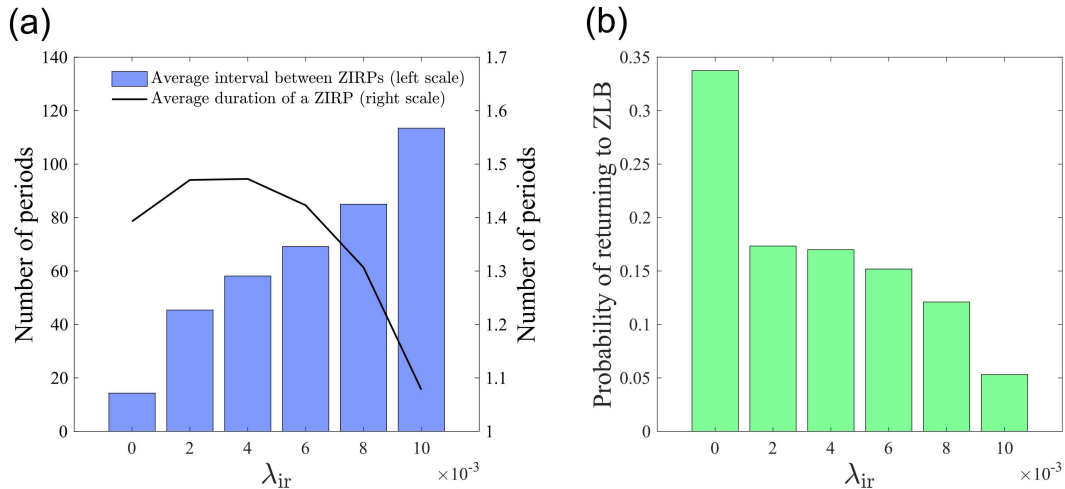 (a)
140
120
100
80
60
40
20
0
Number of periods
Average interval between ZIRPs (left scale)
Average duration of a ZIRP (right scale)
1.7
1.6
1.5
1.4
1.3
1.2
1.1
1
Number of periods
0 2 4 6 8 10
×10⁻³
λir
(b)
0.35
0.3
0.25
0.2
0.15
0.1
0.05
0
Probability of returning to ZLB
0 2 4 6 8 10
×10⁻³
λir